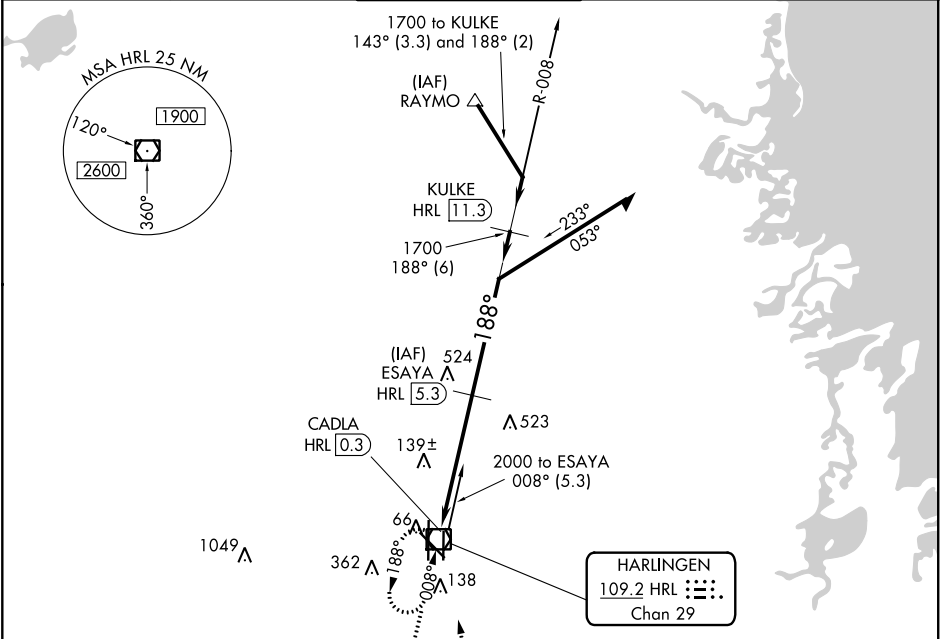 1700 to KULKE
143° (3.3) and 188° (2)
MSA HRL 25 NM
1900
120°
2600
360°
(IAF)
RAYMO
R-008
KULKE
HRL 11.3
1700
188° (6)
233°
053°
188°
(IAF)
ESAYA
HRL 5.3
524
523
CADLA
HRL 0.3
139±
2000 to ESAYA
008° (5.3)
66
1049
362
188°
008°
138
HARLINGEN
109.2 HRL
Chan 29